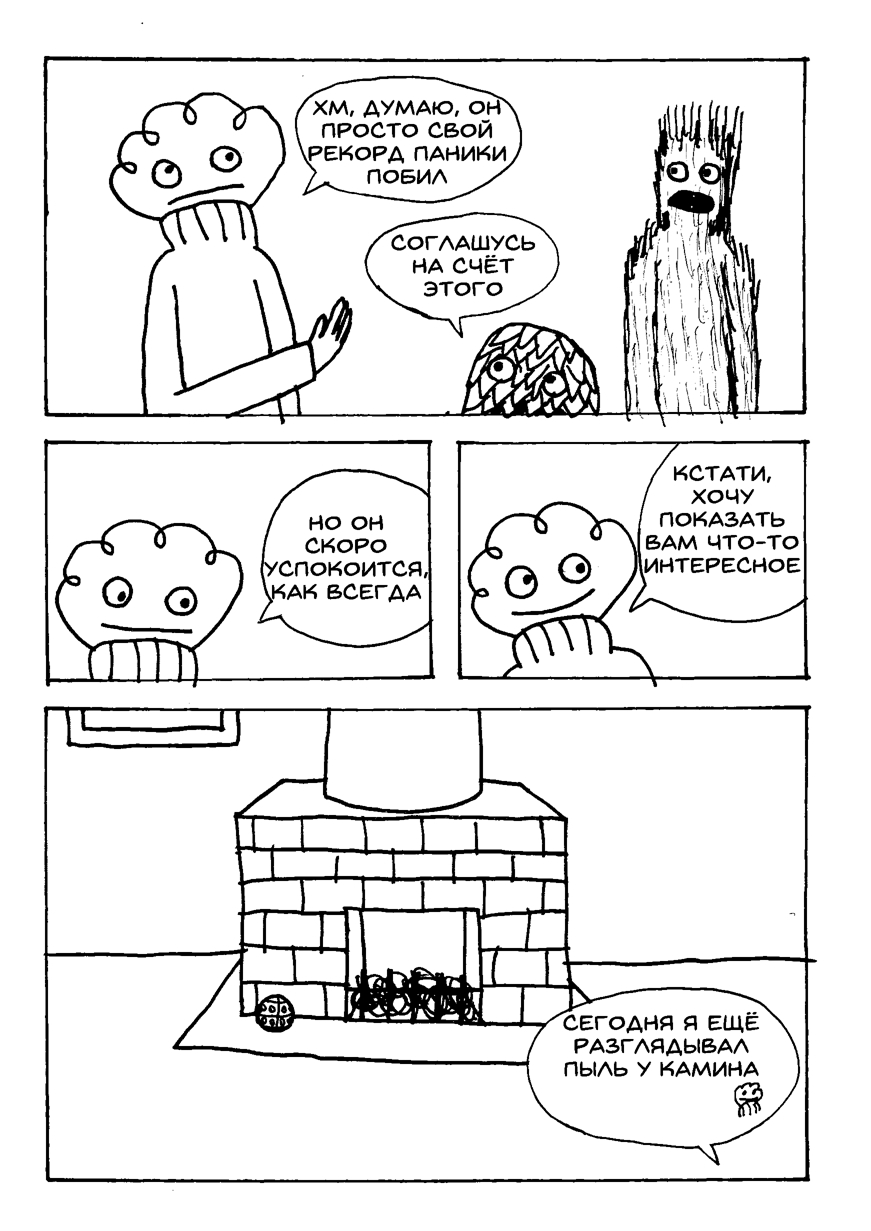 ХМ, ДУМАЮ, ОН
ПРОСТО СВОЙ
РЕКОРД ПАНИКИ
ПОБИЛ
СОГЛАШУСЬ
НА СЧЁТ
ЭТОГО
НО ОН
СКОРО
УСПОКОИТСЯ,
КАК ВСЕГДА
КСТАТИ,
ХОЧУ
ПОКАЗАТЬ
ВАМ ЧТО-ТО
ИНТЕРЕСНОЕ
СЕГОДНЯ Я ЕЩЁ
РАЗГЛЯДЫВАЛ
ПЫЛЬ У КАМИНА